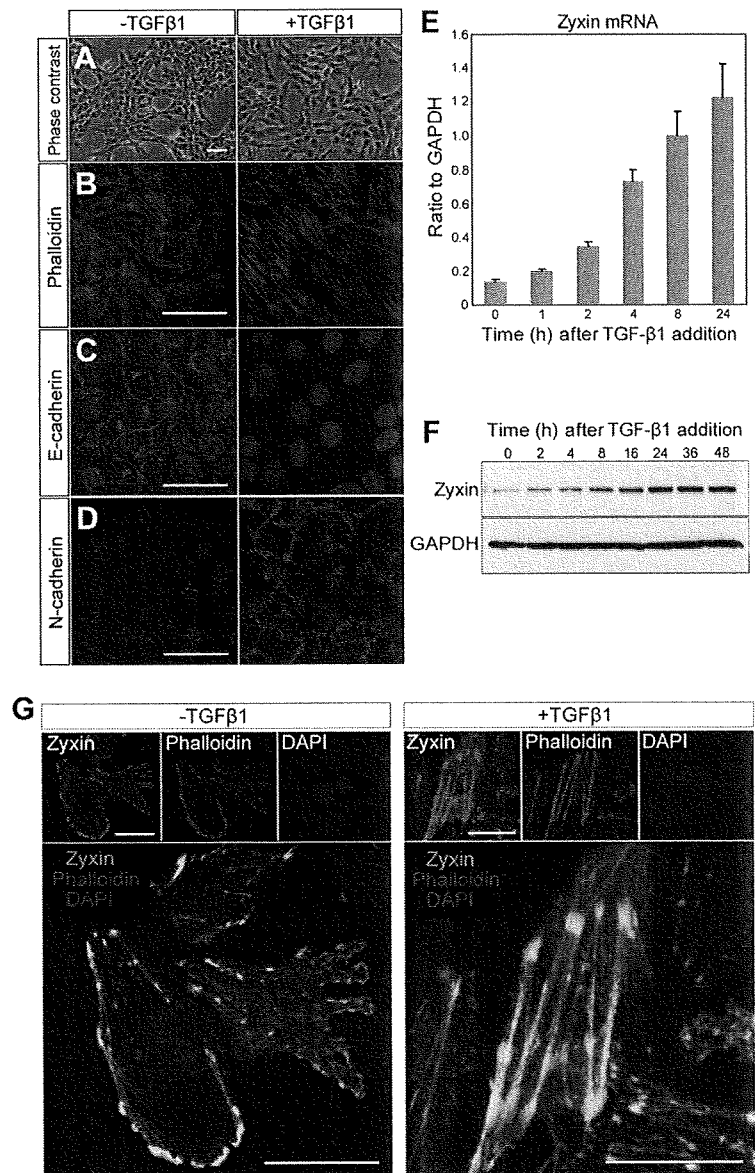 -TGFβ1
+TGFβ1
A
Phase contrast
B
Phalloidin
C
E-cadherin
D
N-cadherin
E
Zyxin mRNA
Ratio to GAPDH
1.6
1.4
1.2
1.0
0.8
0.6
0.4
0.2
0
0 1 2 4 8 24
Time (h) after TGF-β1 addition
F
Time (h) after TGF-β1 addition
0 2 4 8 16 24 36 48
Zyxin
GAPDH
G
-TGFβ1
Zyxin
Phalloidin
DAPI
Zyxin
Phalloidin
DAPI
+TGFβ1
Zyxin
Phalloidin
DAPI
Zyxin
Phalloidin
DAPI